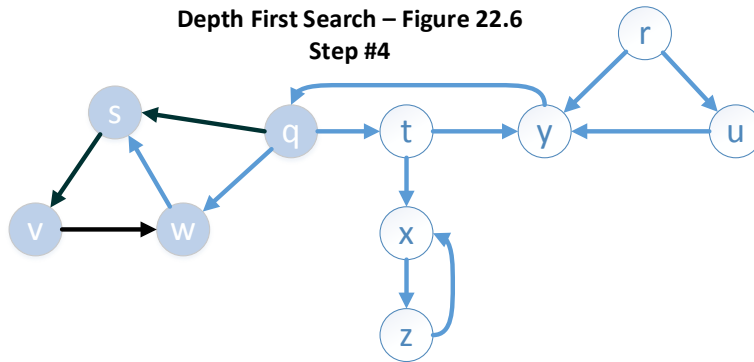 Depth First Search – Figure 22.6
Step #4
r
s
q
t
y
u
v
w
x
z